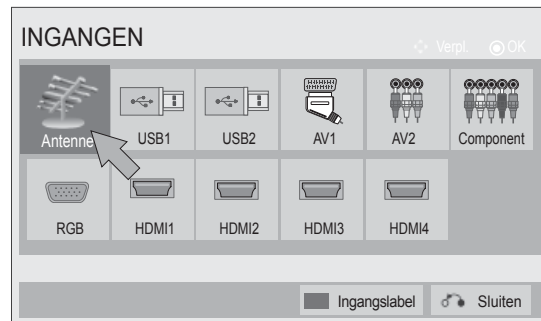 INGANGEN
Verpl. OK
Antenne USB1 USB2 AV1 AV2 Component
RGB HDMI1 HDMI2 HDMI3 HDMI4
Ingangslabel Sluiten